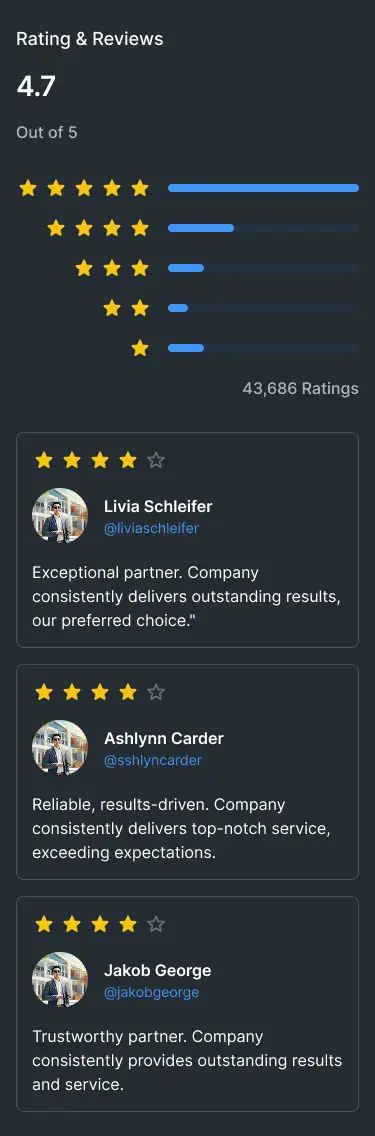 Rating & Reviews
4.7
Out of 5
43,686 Ratings
Livia Schleifer
@liviaschleifer
Exceptional partner. Company
consistently delivers outstanding results,
our preferred choice."
Ashlynn Carder
@sshlyncarder
Reliable, results-driven. Company
consistently delivers top-notch service,
exceeding expectations.
Jakob George
@jakobgeorge
Trustworthy partner. Company
consistently provides outstanding results
and service.